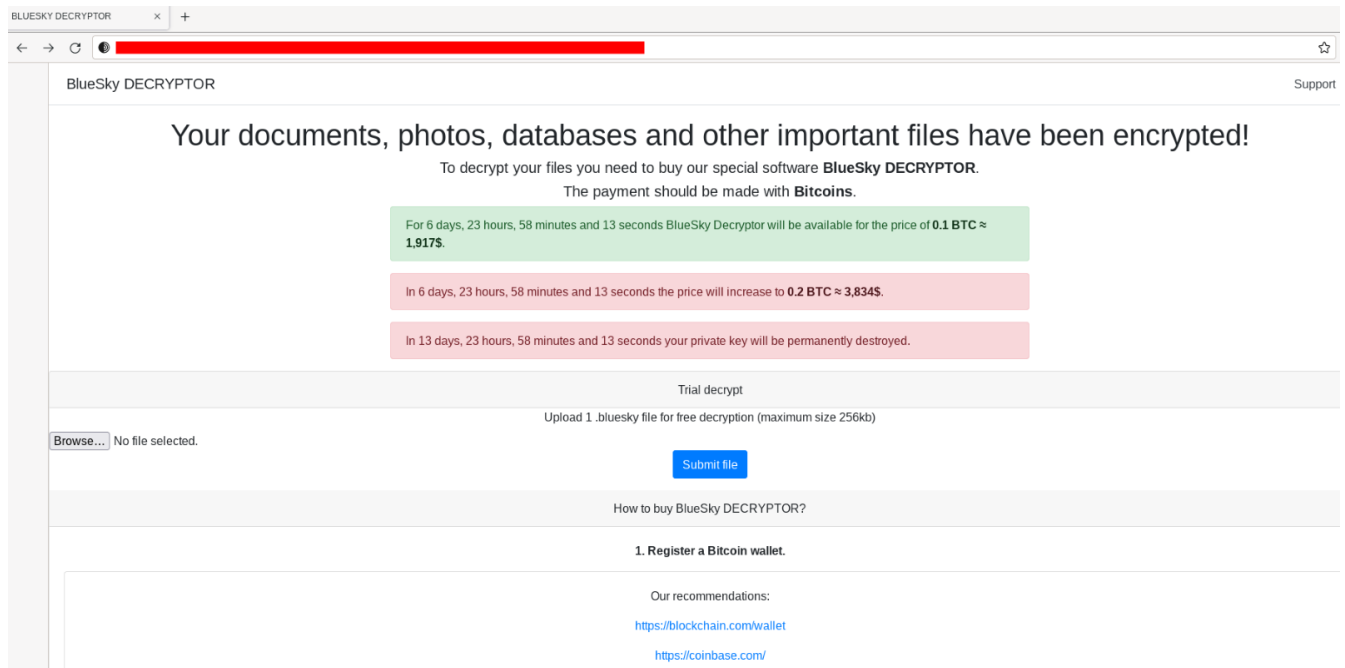 BLUESKY DECRYPTOR × +
BlueSky DECRYPTOR
Support
Your documents, photos, databases and other important files have been encrypted!
To decrypt your files you need to buy our special software BlueSky DECRYPTOR.
The payment should be made with Bitcoins.
For 6 days, 23 hours, 58 minutes and 13 seconds BlueSky Decryptor will be available for the price of 0.1 BTC ≈
1,917$.
In 6 days, 23 hours, 58 minutes and 13 seconds the price will increase to 0.2 BTC ≈ 3,834$.
In 13 days, 23 hours, 58 minutes and 13 seconds your private key will be permanently destroyed.
Trial decrypt
Upload 1 .bluesky file for free decryption (maximum size 256kb)
Browse... No file selected.
Submit file
How to buy BlueSky DECRYPTOR?
1. Register a Bitcoin wallet.
Our recommendations:
https://blockchain.com/wallet
https://coinbase.com/